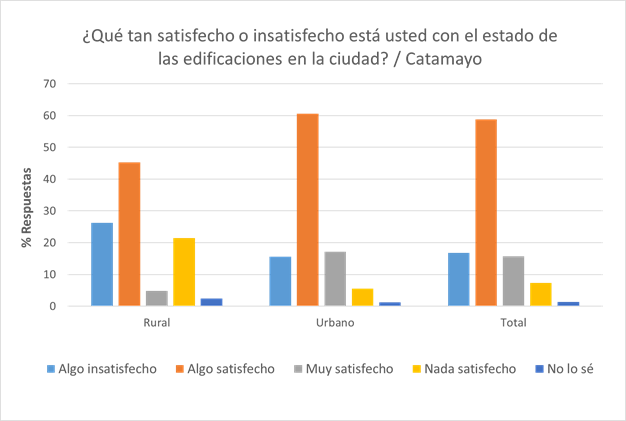 ¿Qué tan satisfecho o insatisfecho está usted con el estado de
las edificaciones en la ciudad? / Catamayo
% Respuestas
70
60
50
40
30
20
10
0
Rural
Urbano
Total
Algo insatisfecho
Algo satisfecho
Muy satisfecho
Nada satisfecho
No lo sé